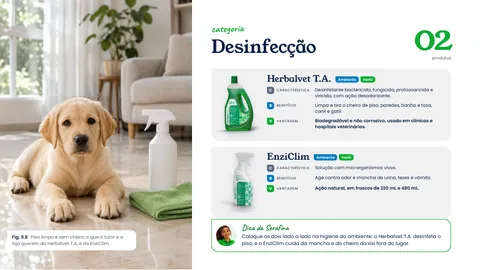 categoria
Desinfecção
02
produtos
Herbalvet T.A.
Ambiente
C CARACTERÍSTICA Desinfetante bactericida, fungicida, protozoaricida e
virucida, com ação desodorizante.
B BENEFÍCIO Limpa e tira o cheiro de piso, paredes, banho e tosa,
canil e gatil.
V VANTAGEM Biodegradável e não corrosivo, usado em clínicas e
hospitais veterinários.
EnziClim
Ambiente
C CARACTERÍSTICA Solução com microrganismos vivos.
B BENEFÍCIO Age contra odor e mancha de urina, fezes e vômito.
V VANTAGEM Ação natural, em frascos de 220 mL e 480 mL.
Dica da Serafina
Coloque os dois lado a lado na higiene do ambiente: o Herbalvet T.A. desinfeta o
piso, e o EnziClim cuida da mancha e do cheiro do xixi fora do lugar.
Fig. 9.8 Piso limpo e sem cheiro: o que o tutor e a
loja querem do Herbalvet T.A. e do EnziClim.